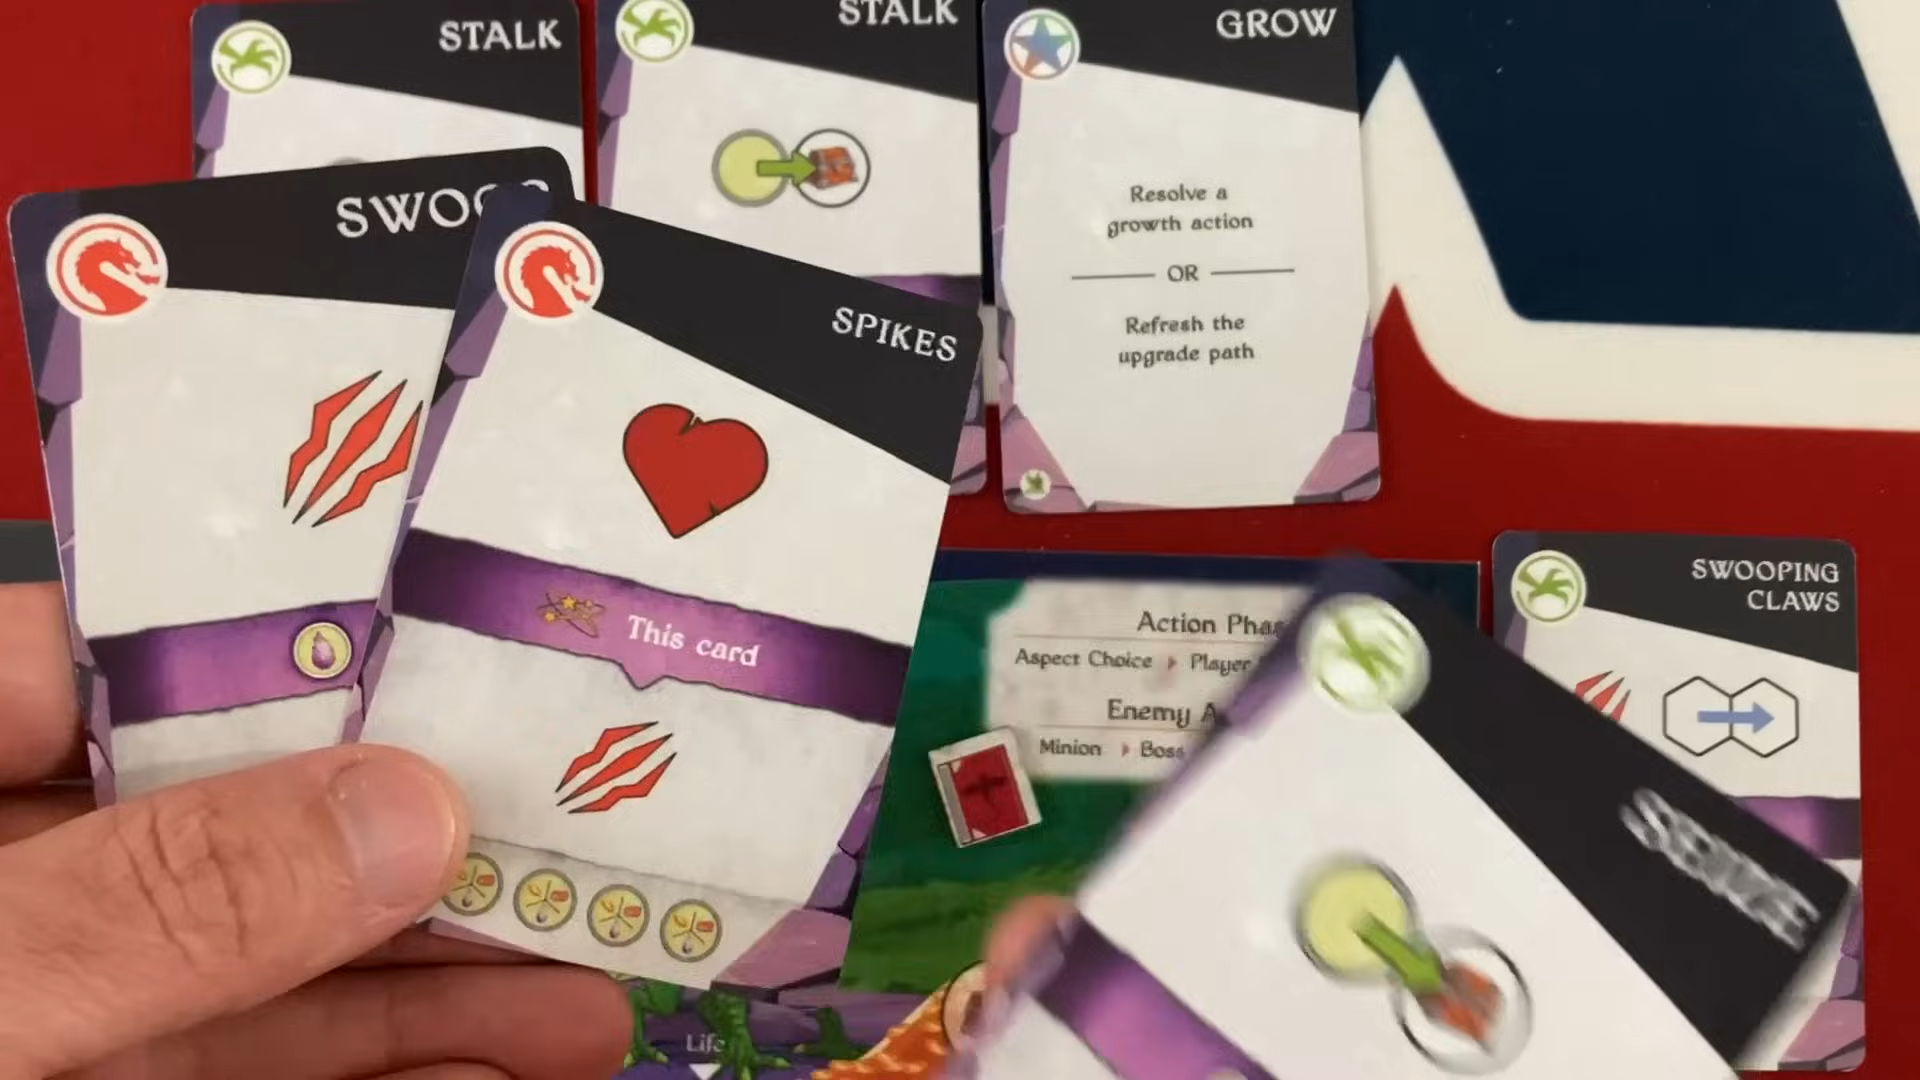 STALK
STALK
GROW
Resolve a
growth action
OR
Refresh the
upgrade path
SPIKES
This card
SWOOPING
CLAWS
Action
Aspect Choice
Player
Enemy
Minion
Boss
Life